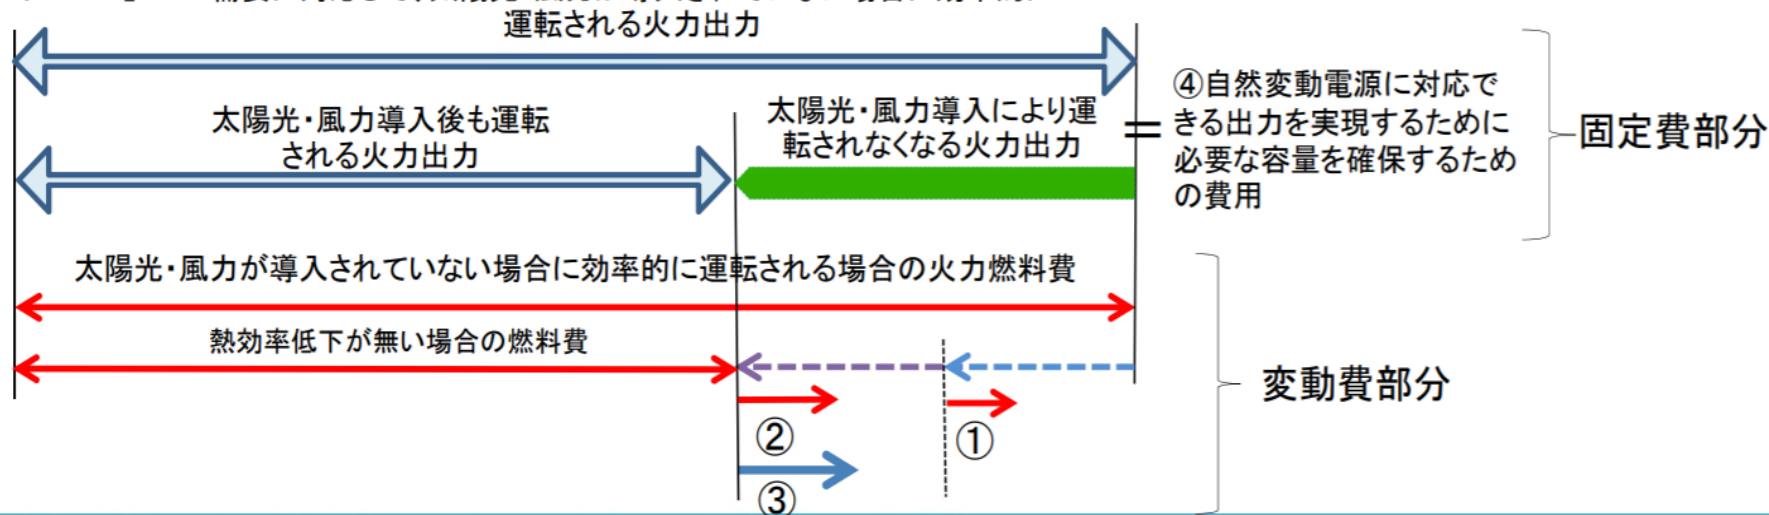 運転される火力出力
太陽光・風力導入後も運転
される火力出力
太陽光・風力導入により運
転されなくなる火力出力
=
④自然変動電源に対応で
きる出力を実現するために
必要な容量を確保するため
の費用
固定費部分
太陽光・風力が導入されていない場合に効率的に運転される場合の火力燃料費
熱効率低下が無い場合の燃料費
②
①
③
変動費部分